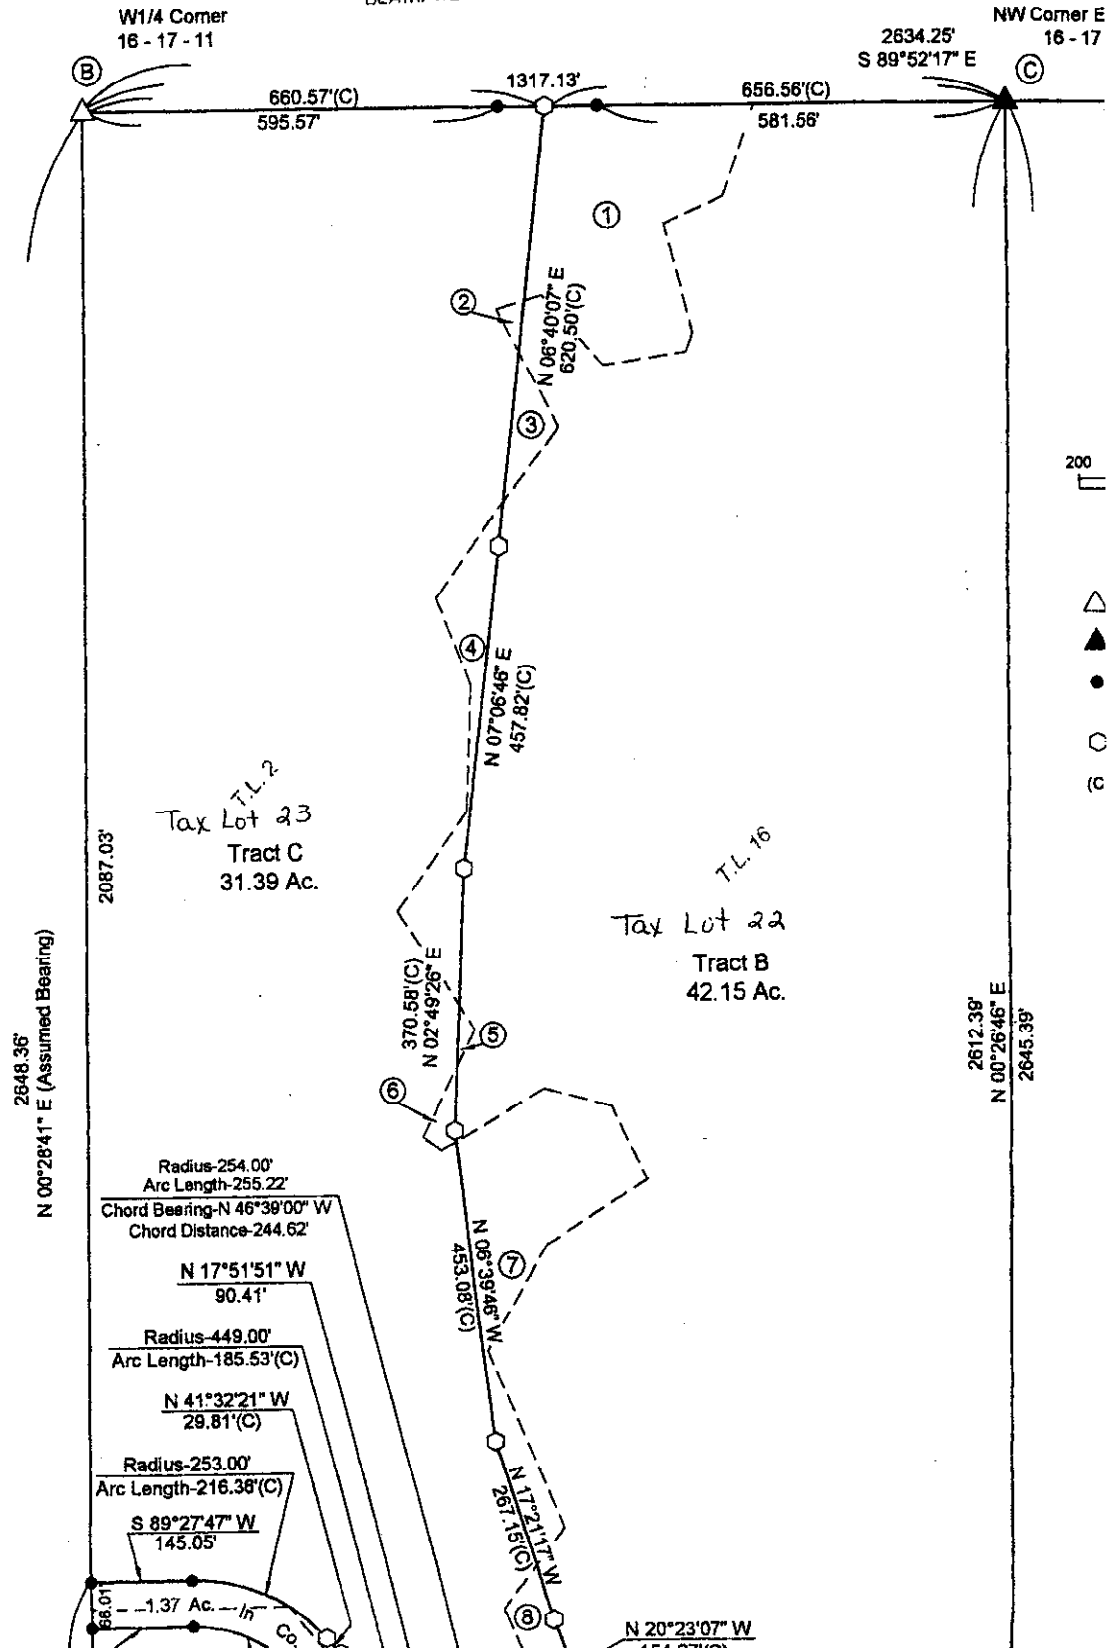 W1/4 Corner
16 - 17 - 11
B
NW Corner E
16 - 17
2634.25'
S 89°52'17" E
C
1317.13'
660.57'(C)
595.57'
656.56'(C)
581.56'
1
2
N 06°40'07" E
620.50'(C)
3
200
4
N 07°06'46" E
457.82'(C)
(C
T.L. 2
Tax Lot 23
Tract C
31.39 Ac.
2087.03'
T.L. 16
Tax Lot 22
Tract B
42.15 Ac.
2648.36'
N 00°28'41" E (Assumed Bearing)
370.58'(C)
N 02°49'26" E
5
6
2612.39'
N 00°26'46" E
2645.39'
Radius-254.00'
Arc Length-255.22'
Chord Bearing-N 46°39'00" W
Chord Distance-244.62'
N 06°39'46" W
453.08'(C)
7
N 17°51'51" W
90.41'
Radius-449.00'
Arc Length-185.53'(C)
N 41°32'21" W
29.81'(C)
Radius-253.00'
Arc Length-216.36'(C)
N 17°21'17" W
267.15'(C)
S 89°27'47" W
145.05'
66.01
1.37 Ac. In
Co.
8
N 20°23'07" W